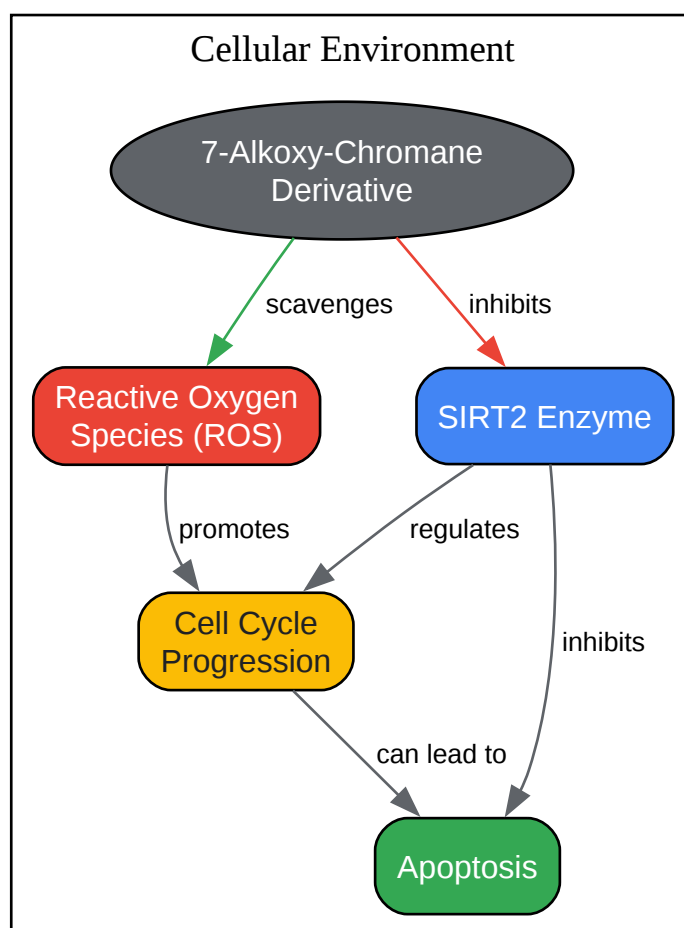 Cellular Environment
7-Alkoxy-Chromane
Derivative
scavenges
inhibits
Reactive Oxygen
Species (ROS)
SIRT2 Enzyme
promotes
regulates
Cell Cycle
Progression
inhibits
can lead to
Apoptosis